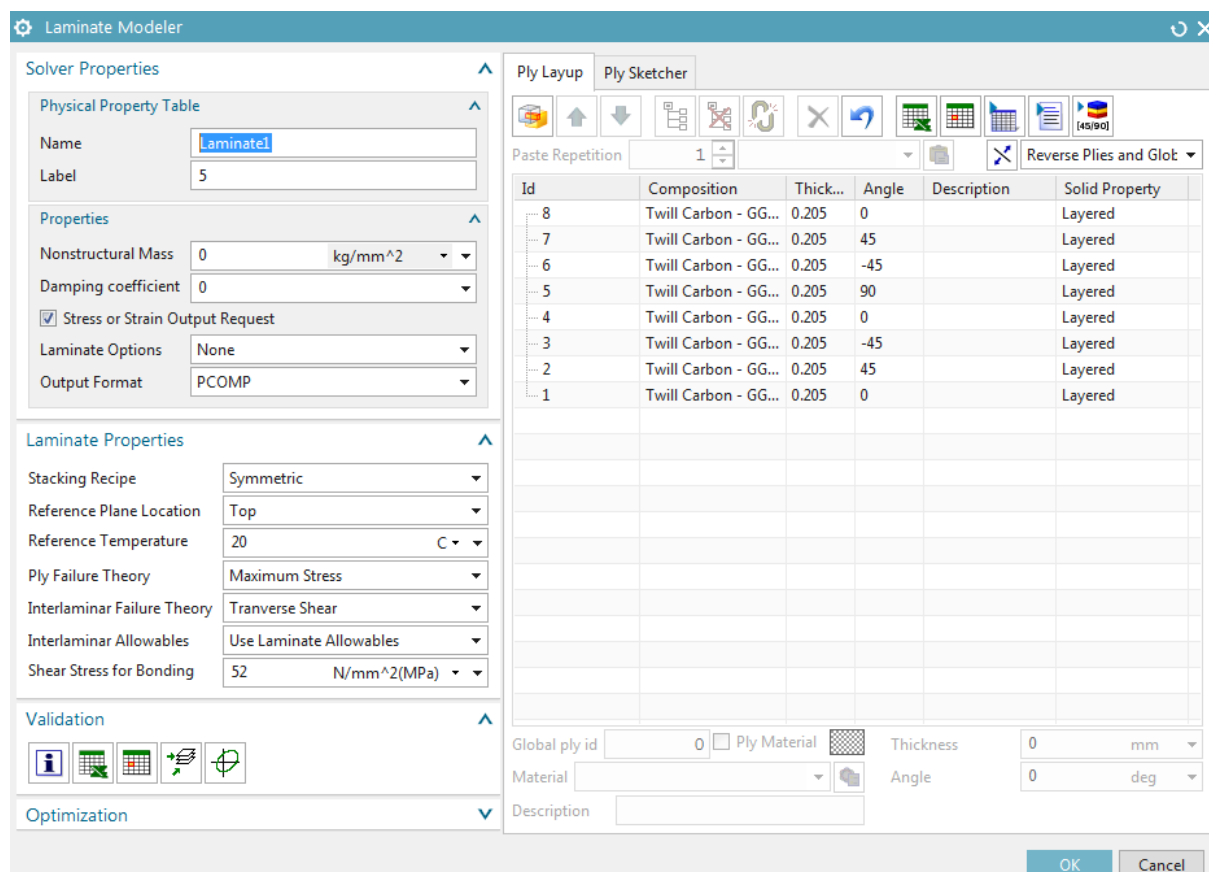 Laminate Modeler
Solver Properties
Physical Property Table
Name Laminate1
Label 5
Properties
Nonstructural Mass 0 kg/mm^2
Damping coefficient 0
Stress or Strain Output Request
Laminate Options None
Output Format PCOMP
Laminate Properties
Stacking Recipe Symmetric
Reference Plane Location Top
Reference Temperature 20 C
Ply Failure Theory Maximum Stress
Interlaminar Failure Theory Tranverse Shear
Interlaminar Allowables Use Laminate Allowables
Shear Stress for Bonding 52 N/mm^2(MPa)
Validation
Optimization
Ply Layup Ply Sketcher
[45/90]
Paste Repetition 1 Reverse Plies and Glob
Id Composition Thick... Angle Description Solid Property
8 Twill Carbon - GG... 0.205 0 Layered
7 Twill Carbon - GG... 0.205 45 Layered
6 Twill Carbon - GG... 0.205 -45 Layered
5 Twill Carbon - GG... 0.205 90 Layered
4 Twill Carbon - GG... 0.205 0 Layered
3 Twill Carbon - GG... 0.205 -45 Layered
2 Twill Carbon - GG... 0.205 45 Layered
1 Twill Carbon - GG... 0.205 0 Layered
Global ply id 0 Ply Material Thickness 0 mm
Material Angle 0 deg
Description
OK Cancel